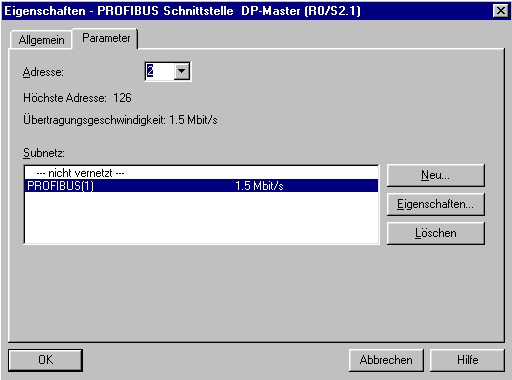 Eigenschaften - PROFIBUS Schnittstelle DP-Master (R0/S2.1)
Allgemein Parameter
Adresse: 2
Höchste Adresse: 126
Übertragungsgeschwindigkeit: 1.5 Mbit/s
Subnetz:
--- nicht vernetzt ---
PROFIBUS(1) 1.5 Mbit/s
Neu...
Eigenschaften...
Löschen
OK Abbrechen Hilfe